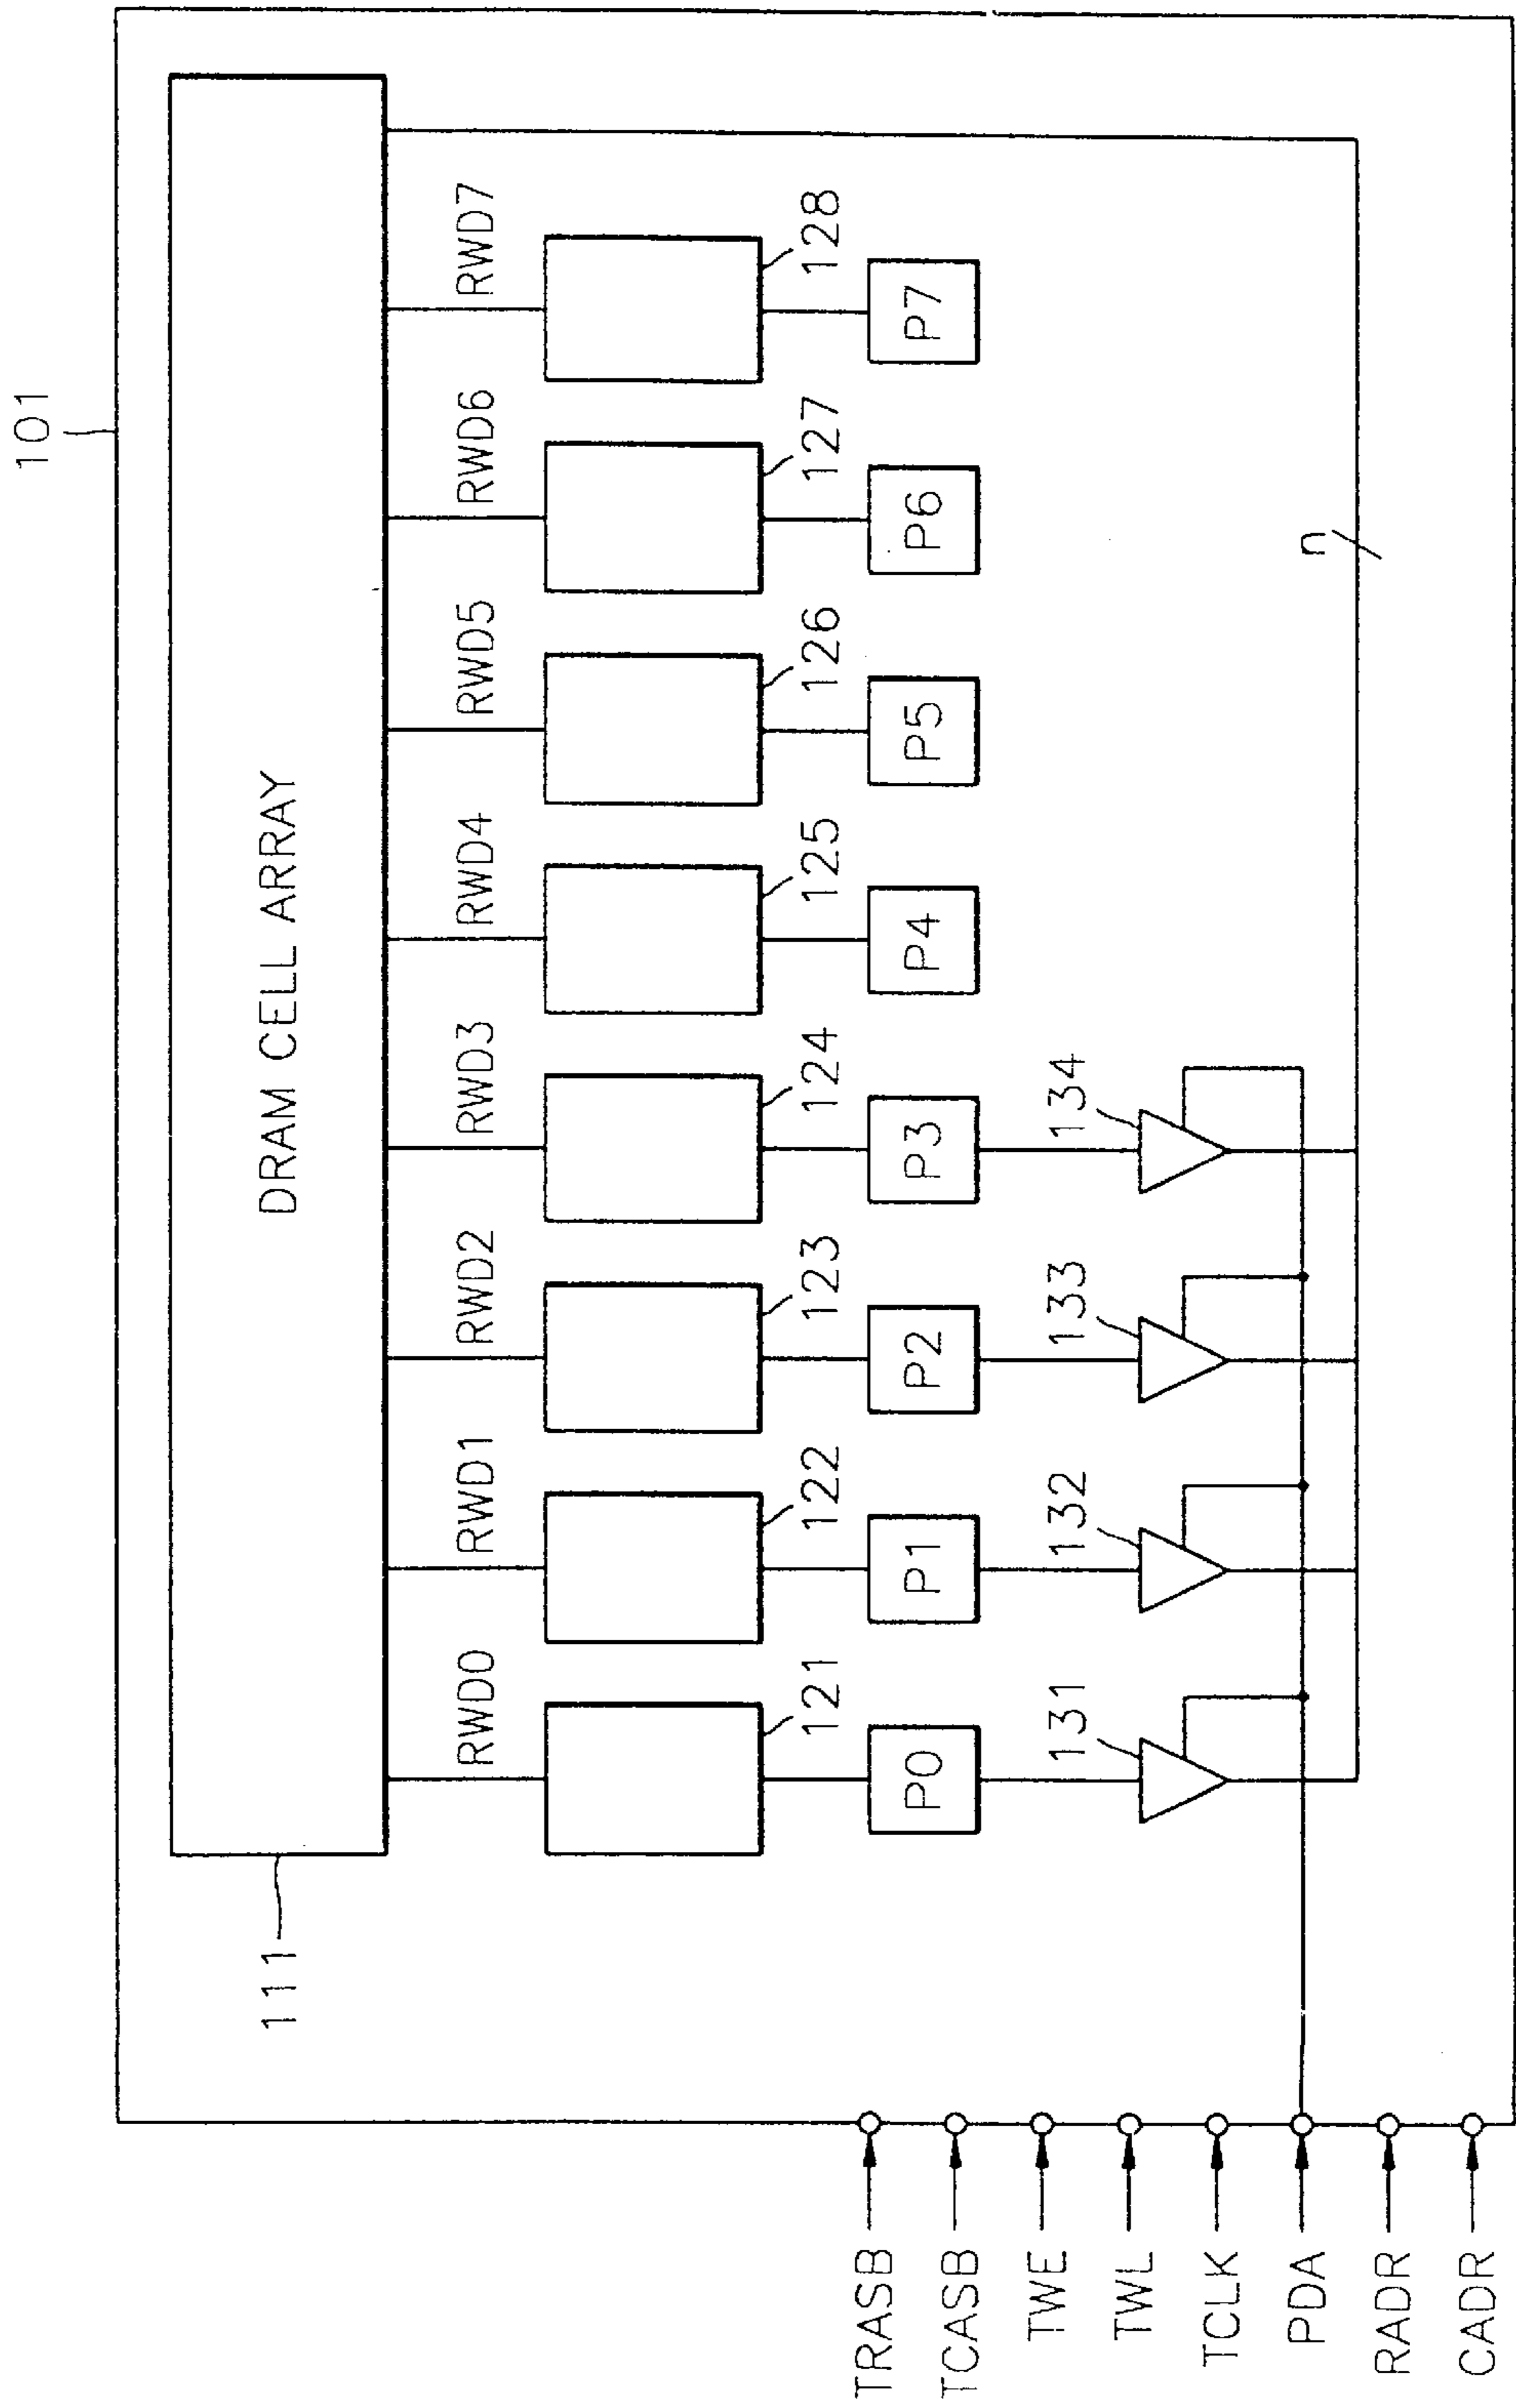 101
DRAM CELL ARRAY
111
RWD0 RWD1 RWD2 RWD3 RWD4 RWD5 RWD6 RWD7
121 122 123 124 125 126 127 128
P0 P1 P2 P3 P4 P5 P6 P7
131 132 133 134
n
TRASB
TCASB
TWE
TWL
TCLK
PDA
RADR
CADR